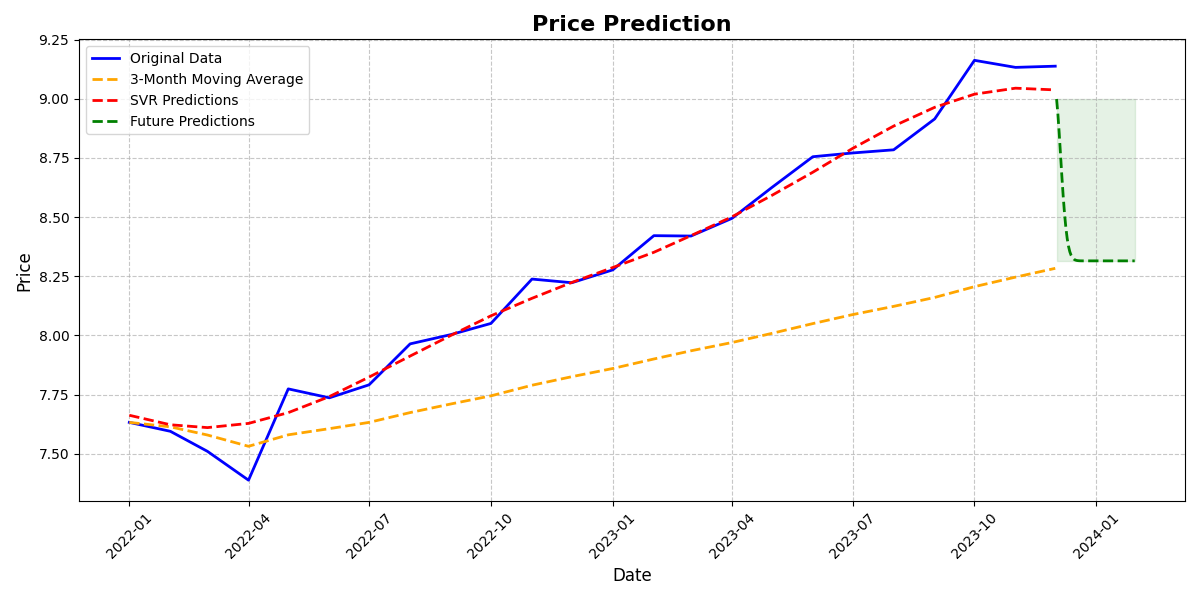 Price Prediction
Original Data
3-Month Moving Average
SVR Predictions
Future Predictions
Price
9.25
9.00
8.75
8.50
8.25
8.00
7.75
7.50
2022-01
2022-04
2022-07
2022-10
2023-01
2023-04
2023-07
2023-10
2024-01
Date